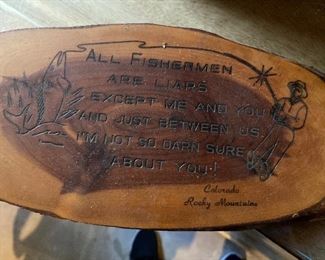 ALL FISHERMEN
ARE LIARS
EXCEPT ME AND YOU
AND JUST BETWEEN US
I'M NOT SO DARN SURE
ABOUT YOU!
Colorado
Rocky Mountains